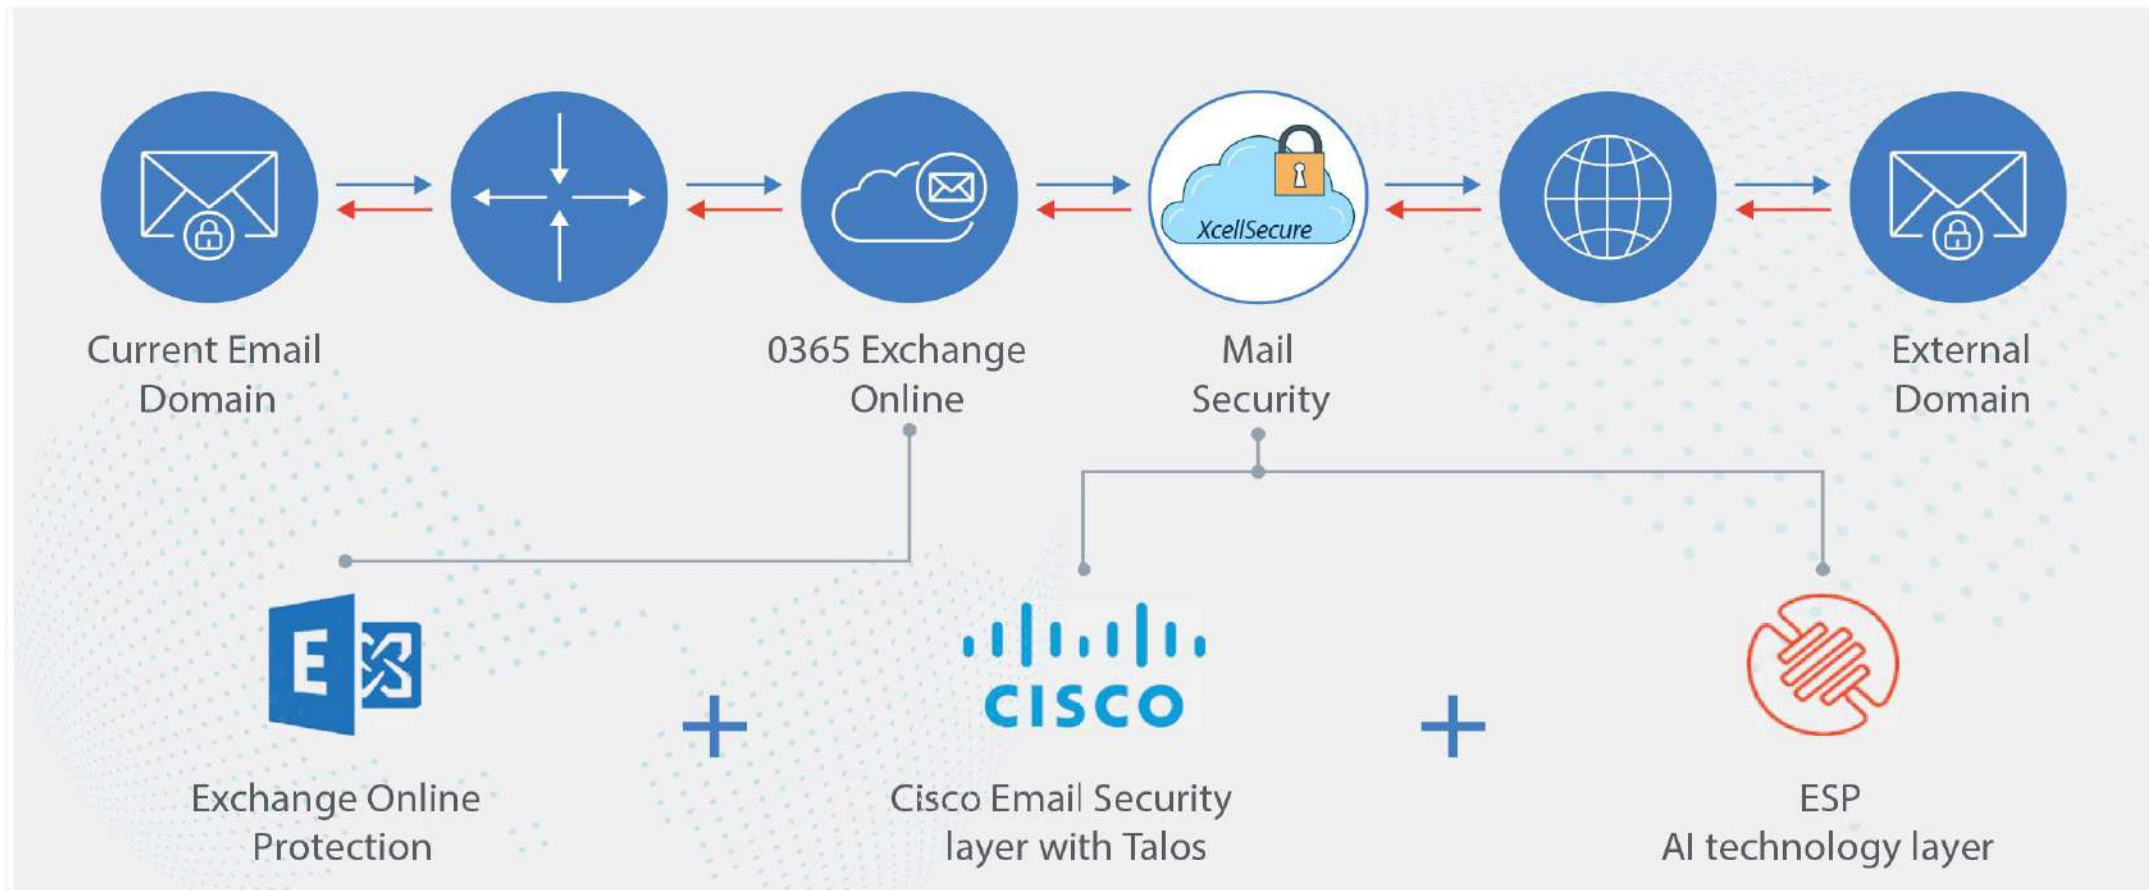 XcellSecure
Current Email
Domain
0365 Exchange
Online
Mail
Security
External
Domain
E
CISCO
Exchange Online
Protection
Cisco Email Security
layer with Talos
ESP
AI technology layer